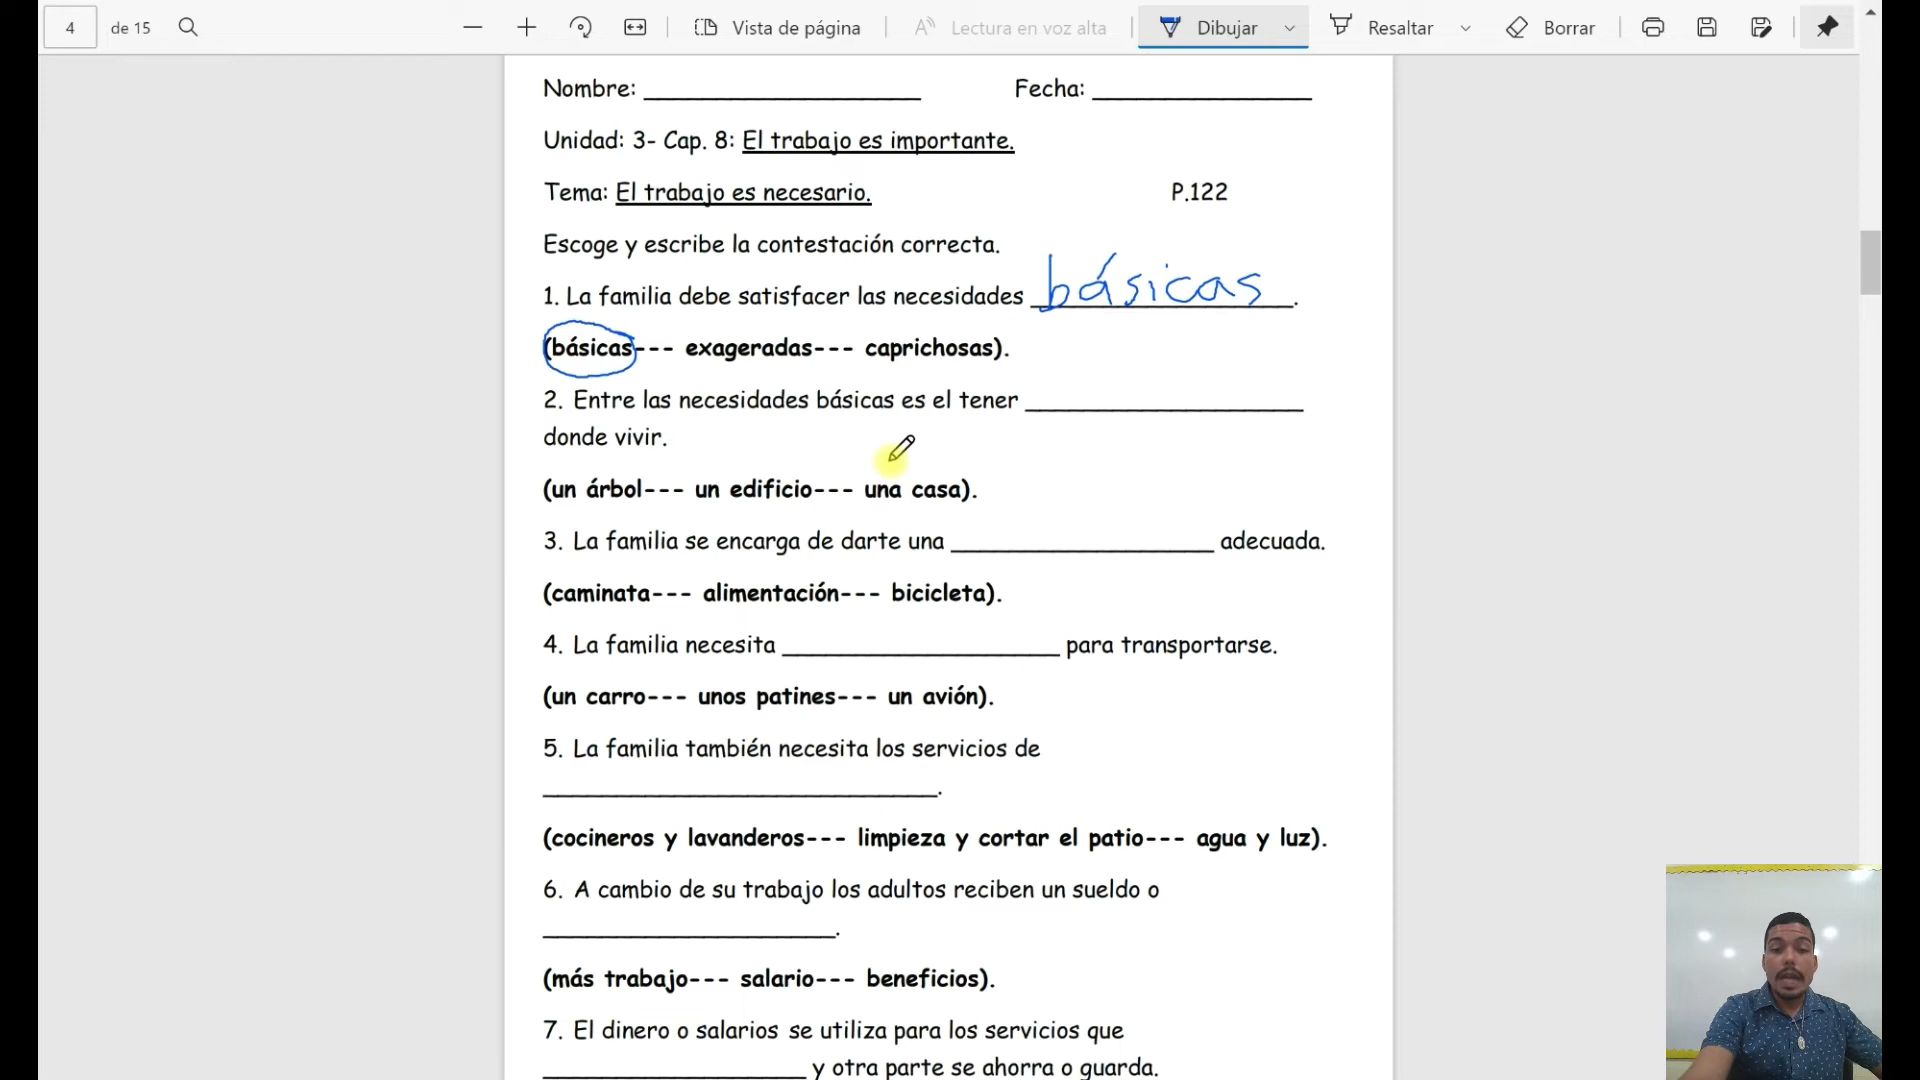 4 de 15 Vista de página Lectura en voz alta Dibujar Resaltar Borrar
Nombre: ___________________ Fecha: _______________
Unidad: 3- Cap. 8: El trabajo es importante.
Tema: El trabajo es necesario. P.122
Escoge y escribe la contestación correcta.
1. La familia debe satisfacer las necesidades básicas.
(básicas--- exageradas--- caprichosas).
2. Entre las necesidades básicas es el tener ___________________
donde vivir.
(un árbol--- un edificio--- una casa).
3. La familia se encarga de darte una __________________ adecuada.
(caminata--- alimentación--- bicicleta).
4. La familia necesita ___________________ para transportarse.
(un carro--- unos patines--- un avión).
5. La familia también necesita los servicios de
___________________________.
(cocineros y lavanderos--- limpieza y cortar el patio--- agua y luz).
6. A cambio de su trabajo los adultos reciben un sueldo o
____________________.
(más trabajo--- salario--- beneficios).
7. El dinero o salarios se utiliza para los servicios que
__________________ y otra parte se ahorra o guarda.